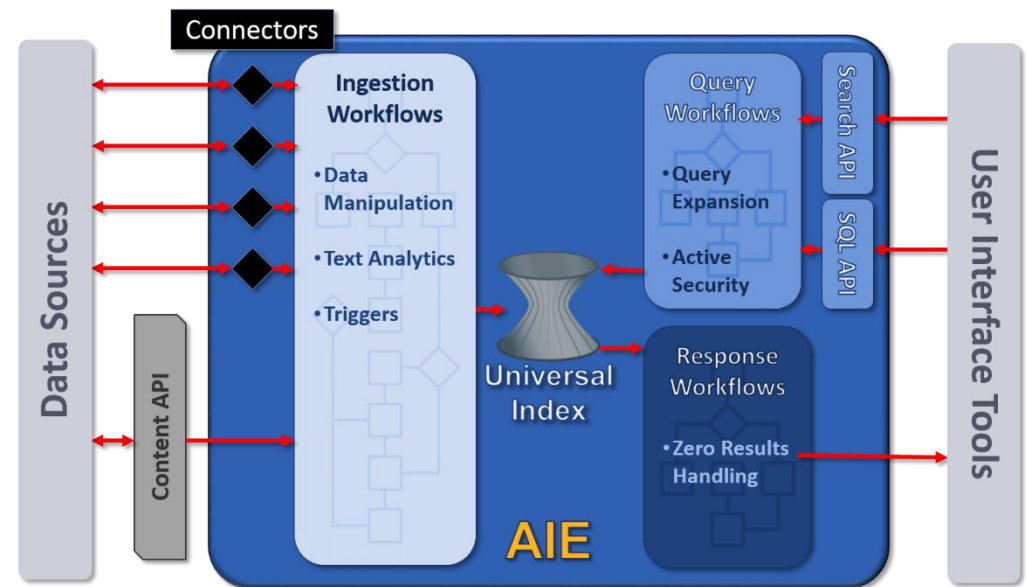 Connectors
Data Sources
Content API
Ingestion
Workflows
•Data
Manipulation
•Text Analytics
•Triggers
Universal
Index
Query
Workflows
•Query
Expansion
•Active
Security
Search API
SQL API
Response
Workflows
•Zero Results
Handling
AIE
User Interface Tools